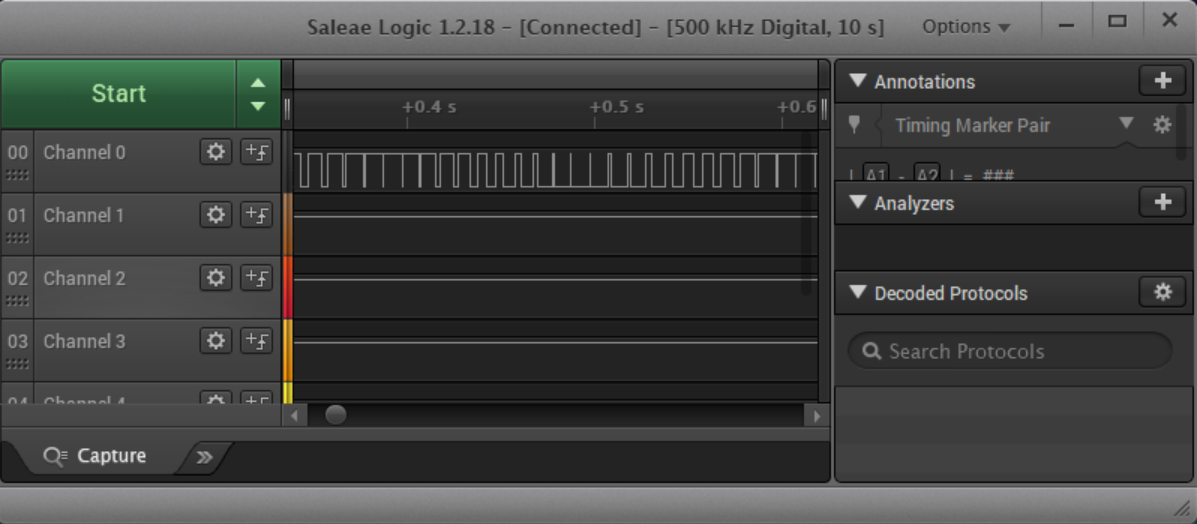 Saleae Logic 1.2.18 - [Connected] - [500 kHz Digital, 10 s]
Options
Start
+0.4 s
+0.5 s
+0.6
00 Channel 0
01 Channel 1
02 Channel 2
03 Channel 3
04 Channel 4
Capture
Annotations
Timing Marker Pair
| A1 - A2 | = ###
Analyzers
Decoded Protocols
Search Protocols